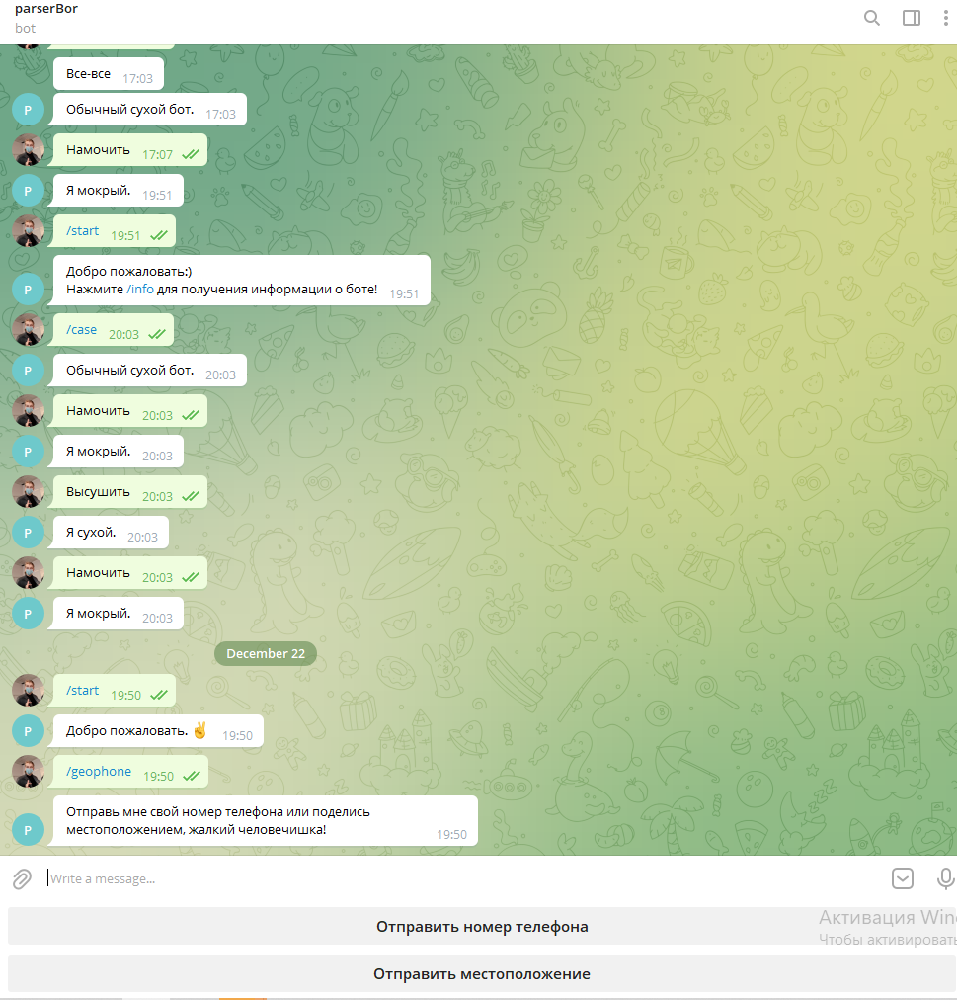 parserBor
bot
Все-все 17:03
P
Обычный сухой бот. 17:03
Намочить 17:07
P
Я мокрый. 19:51
/start 19:51
Добро пожаловать:)
P
Нажмите /info для получения информации о боте! 19:51
/case 20:03
P
Обычный сухой бот. 20:03
Намочить 20:03
P
Я мокрый. 20:03
Высушить 20:03
P
Я сухой. 20:03
Намочить 20:03
P
Я мокрый. 20:03
December 22
/start 19:50
P
Добро пожаловать. ✌ 19:50
/geophone 19:50
Отправь мне свой номер телефона или поделись
P
местоположением, жалкий человечишка! 19:50
Write a message...
Отправить номер телефона
Активация Win
Чтобы активировать
Отправить местоположение